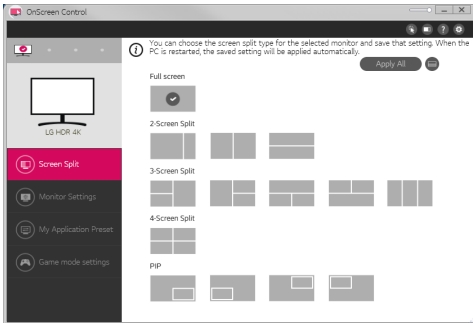 OnScreen Control
You can choose the screen split type for the selected monitor and save that setting. When the
PC is restarted, the saved setting will be applied automatically.
Apply All
Full screen
LG HDR 4K
2-Screen Split
Screen Split
3-Screen Split
Monitor Settings
My Application Preset
4-Screen Split
Game mode settings
PIP